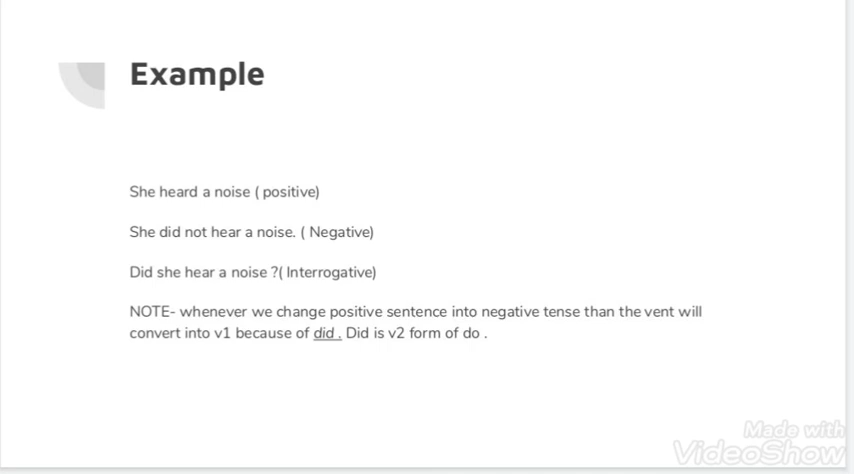 Example
She heard a noise ( positive)
She did not hear a noise. ( Negative)
Did she hear a noise ?( Interrogative)
NOTE- whenever we change positive sentence into negative tense than the vent will
convert into v1 because of did . Did is v2 form of do .
Made with
VideoShow